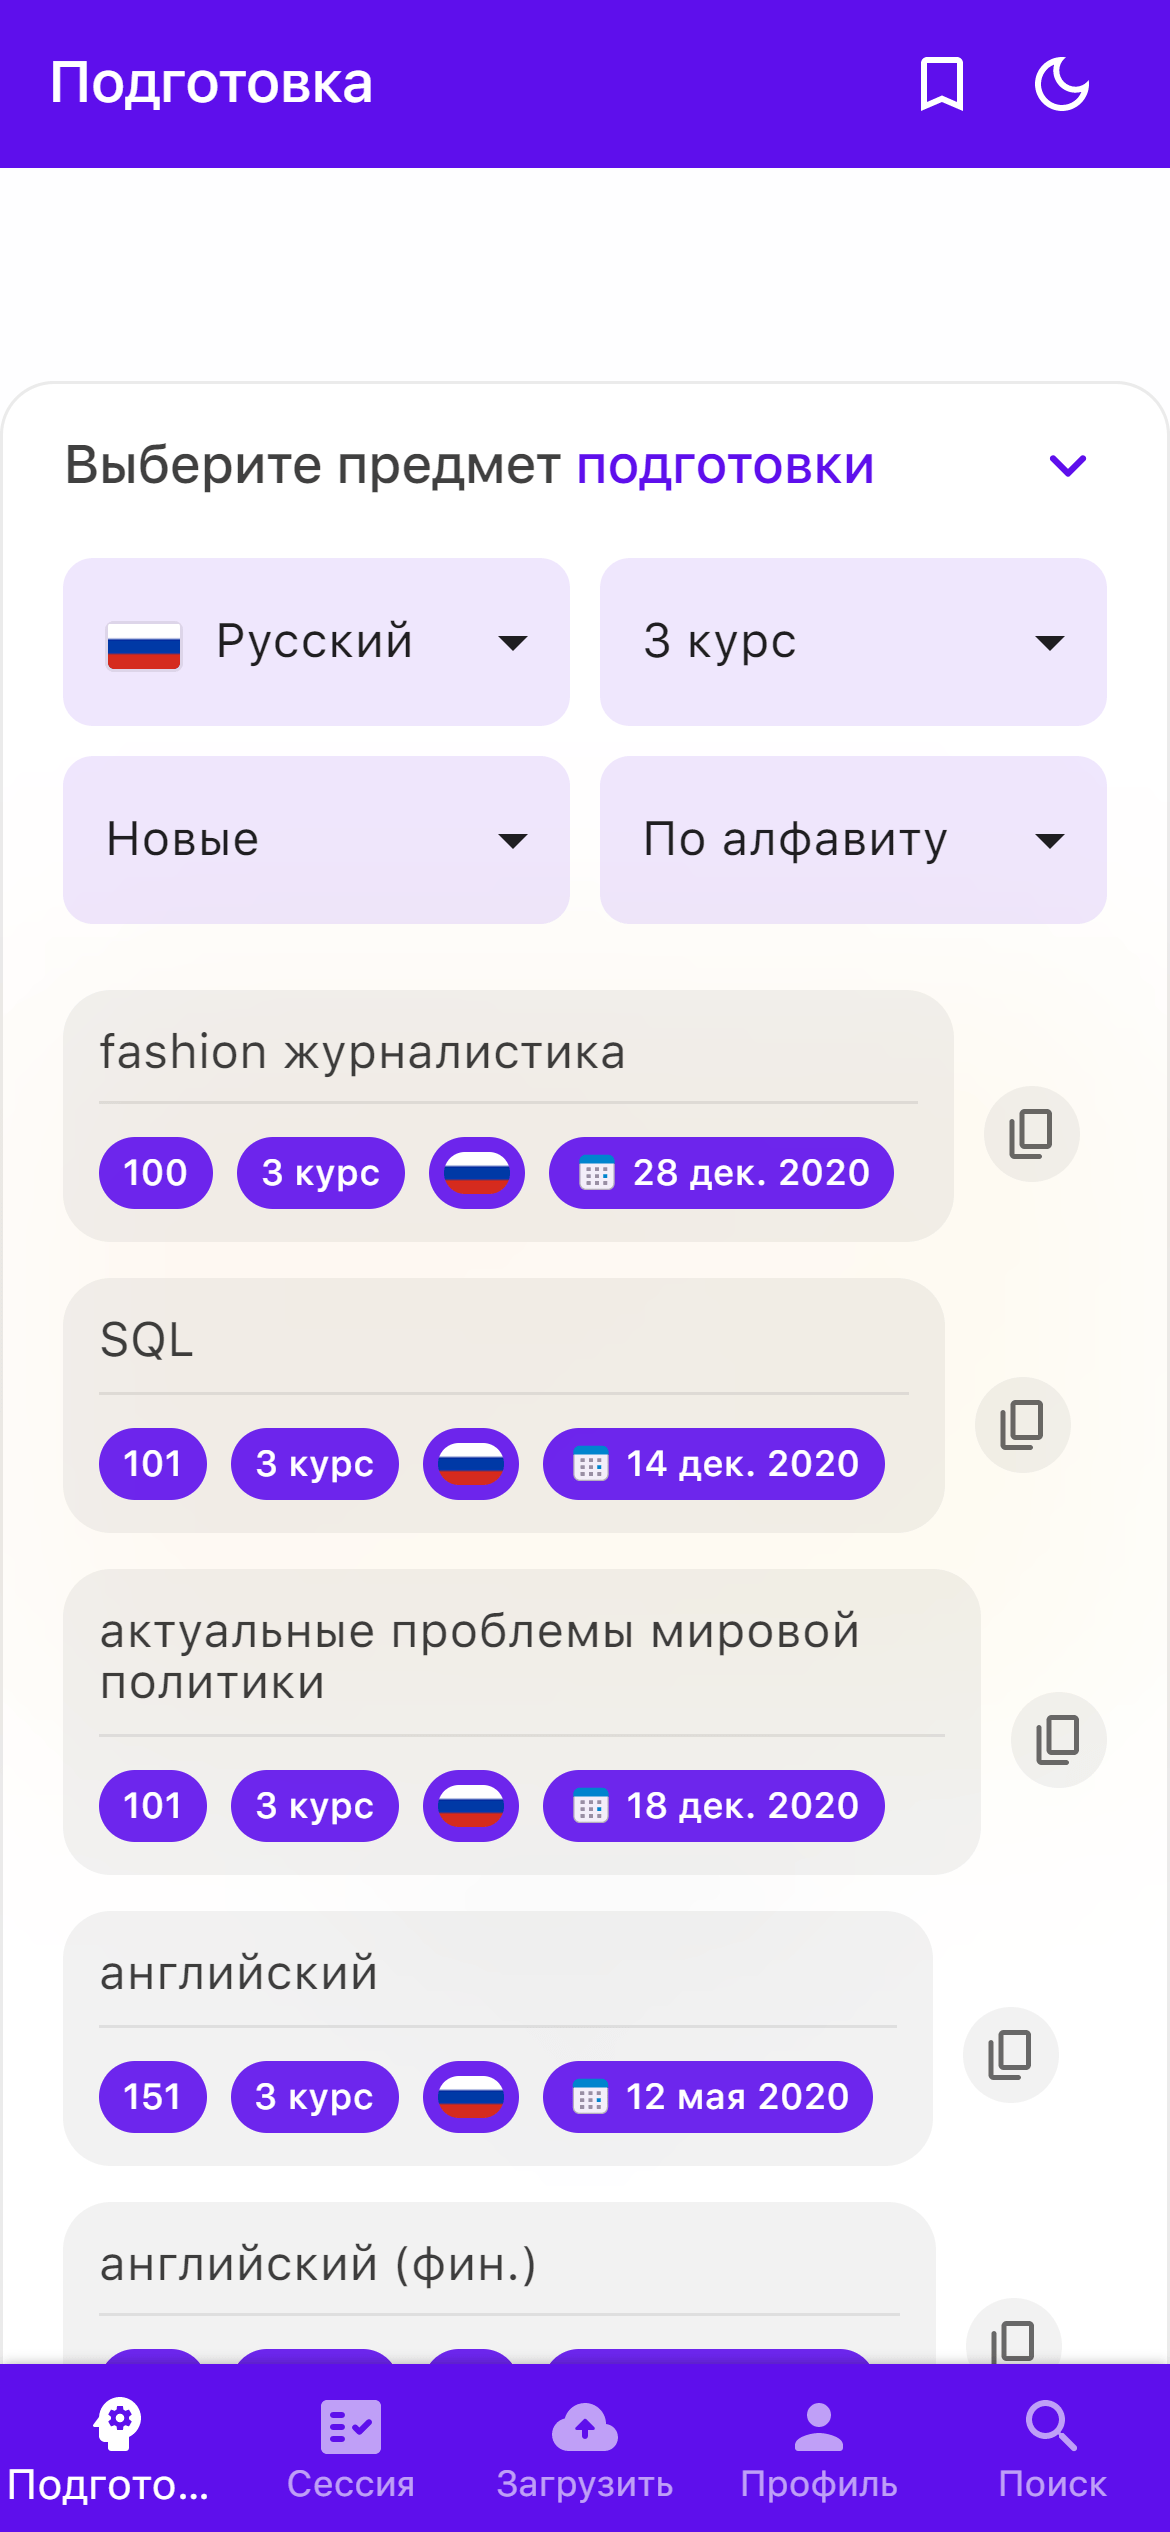 Подготовка
Выберите предмет подготовки
Русский
3 курс
Новые
По алфавиту
fashion журналистика
100
3 курс
28 дек. 2020
SQL
101
3 курс
14 дек. 2020
актуальные проблемы мировой
политики
101
3 курс
18 дек. 2020
английский
151
3 курс
12 мая 2020
английский (фин.)
Подгото...
Сессия
Загрузить
Профиль
Поиск